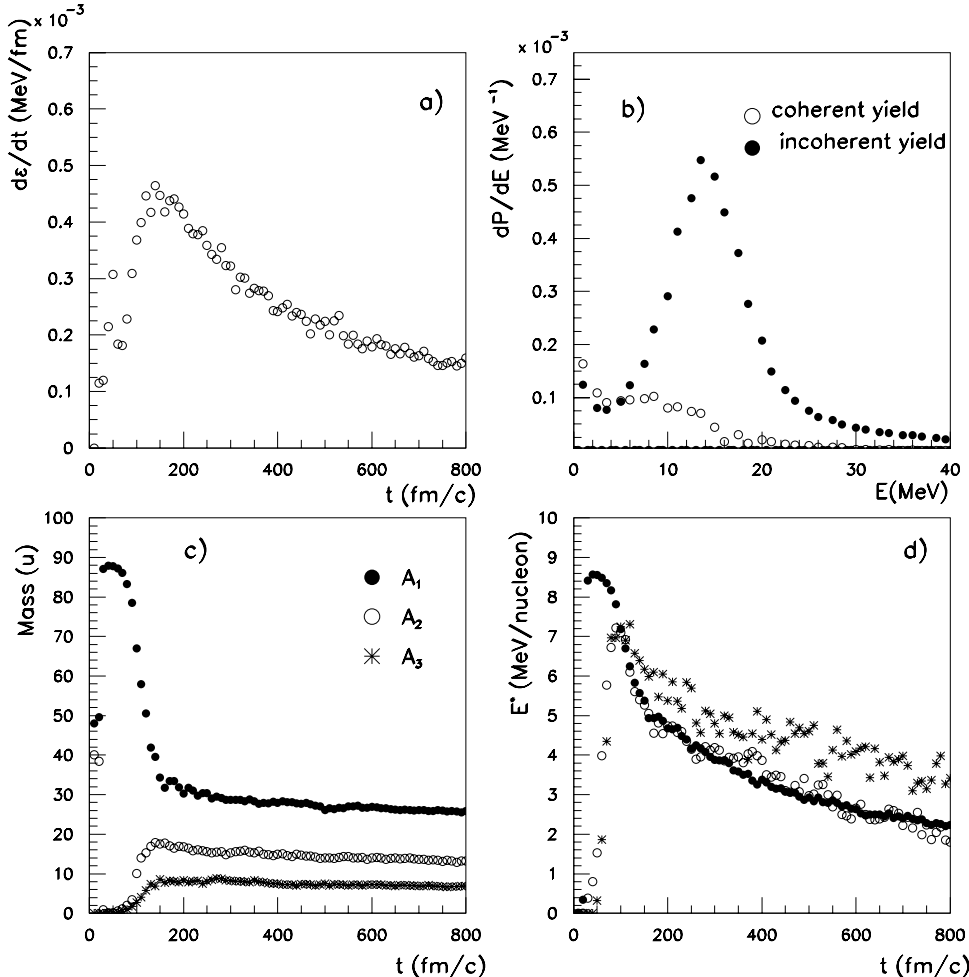 × 10⁻³
dε/dt (MeV/fm)
0.7
0.6
0.5
0.4
0.3
0.2
0.1
0
a)
0 200 400 600 800
t (fm/c)
× 10⁻³
dP/dE (MeV⁻¹)
0.7
0.6
0.5
0.4
0.3
0.2
0.1
0
b)
coherent yield
incoherent yield
0 10 20 30 40
E(MeV)
Mass (u)
100
90
80
70
60
50
40
30
20
10
0
c)
A₁
A₂
A₃
0 200 400 600 800
t (fm/c)
E* (MeV/nucleon)
10
9
8
7
6
5
4
3
2
1
0
d)
0 200 400 600 800
t (fm/c)